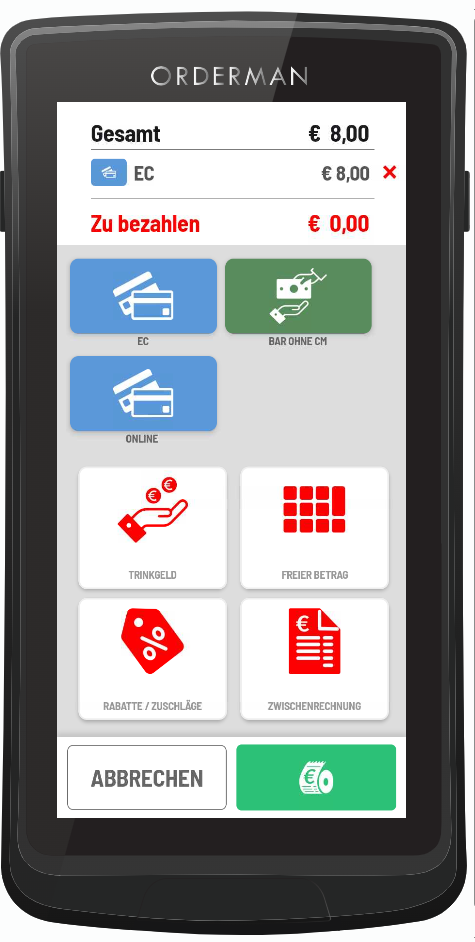 ORDERMAN
Gesamt € 8,00
EC € 8,00 ×
Zu bezahlen € 0,00
EC BAR OHNE CM
ONLINE
TRINKGELD FREIER BETRAG
RABATTE / ZUSCHLÄGE ZWISCHENRECHNUNG
ABBRECHEN